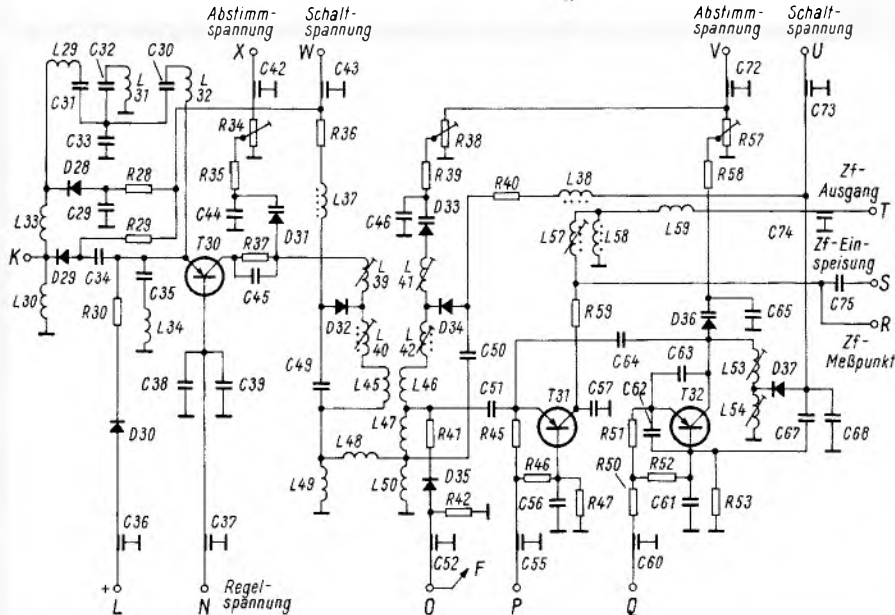 Abstimm-
spannung
Schalt-
spannung
Abstimm-
spannung
Schalt-
spannung
X
W
V
U
L29
C32
C30
C42
C43
C72
C73
L
31
L
32
C31
C33
R34
R36
R38
R57
R35
R39
R58
D28
R28
L37
R40
L38
Zf-
Ausgang
C29
C44
D31
C46
D33
L57
L58
L59
T
L33
R29
T30
R37
C74
Zf-Ein-
speisung
K
D29
C34
C45
L
39
L
41
S
C75
L30
R30
C35
L34
D32
D34
R59
D36
C65
R
Zf-
Meßpunkt
L
40
L
42
C64
L53
C38
C39
C49
L45
L46
C50
C51
T31
C57
C62
C63
T32
D37
L54
D30
L47
R41
R45
R51
C67
C68
L48
D35
R46
R50
R52
L49
L50
R42
C56
R47
C61
R53
C36
C37
C52
F
C55
C60
+
L
N
Regel-
spannung
O
P
Q